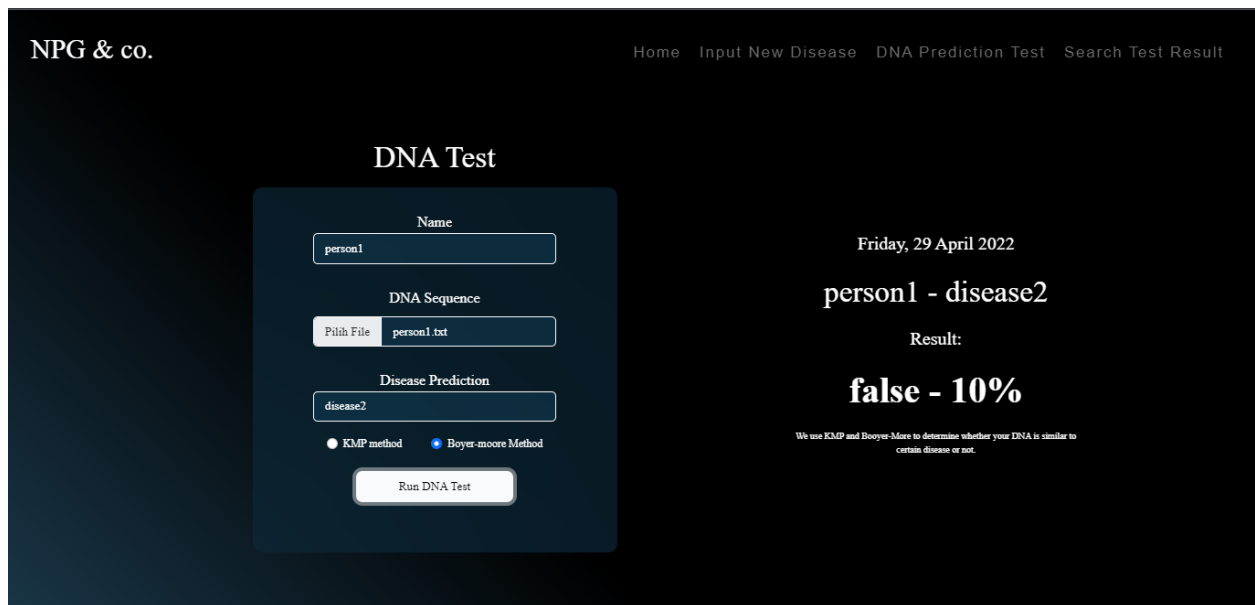 NPG & co.
Home Input New Disease DNA Prediction Test Search Test Result
DNA Test
Name
person1
DNA Sequence
Pilih File person1.txt
Disease Prediction
disease2
KMP method Boyer-moore Method
Run DNA Test
Friday, 29 April 2022
person1 - disease2
Result:
false - 10%
We use KMP and Booyer-More to determine whether your DNA is similar to
certain disease or not.